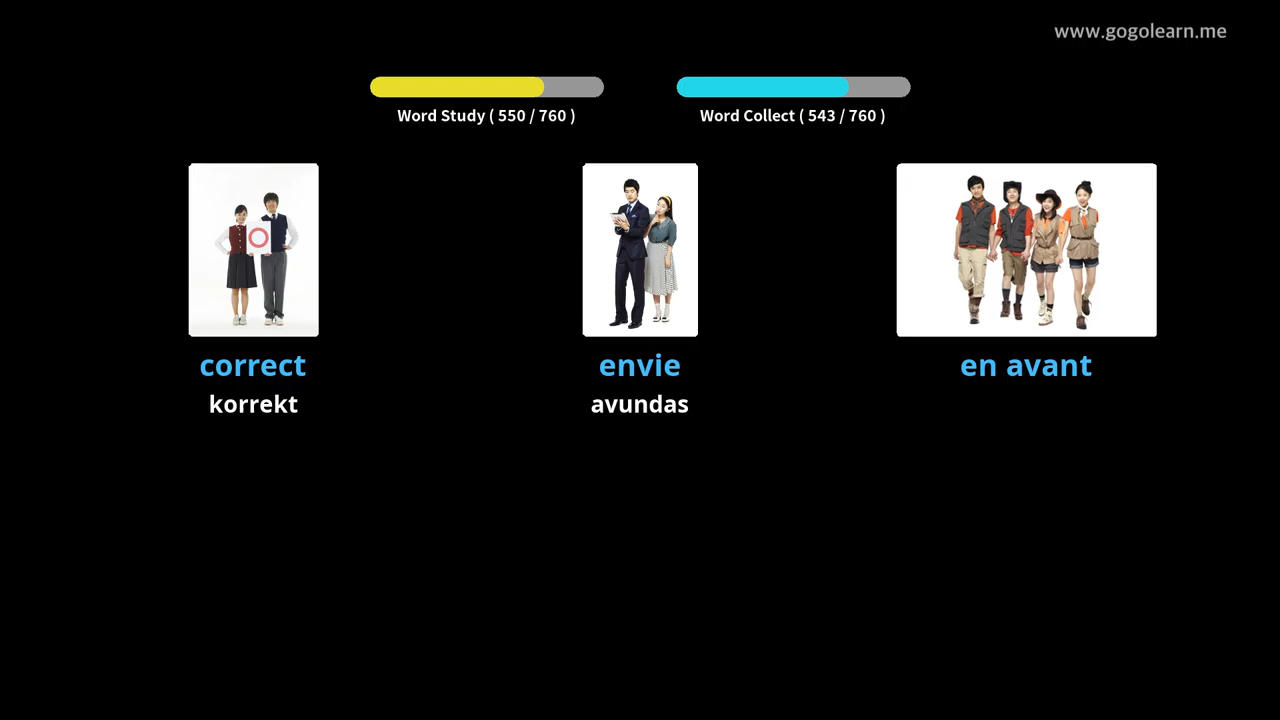 www.gogolearn.me
Word Study ( 550 / 760 )
Word Collect ( 543 / 760 )
correct
envie
en avant
korrekt
avundas